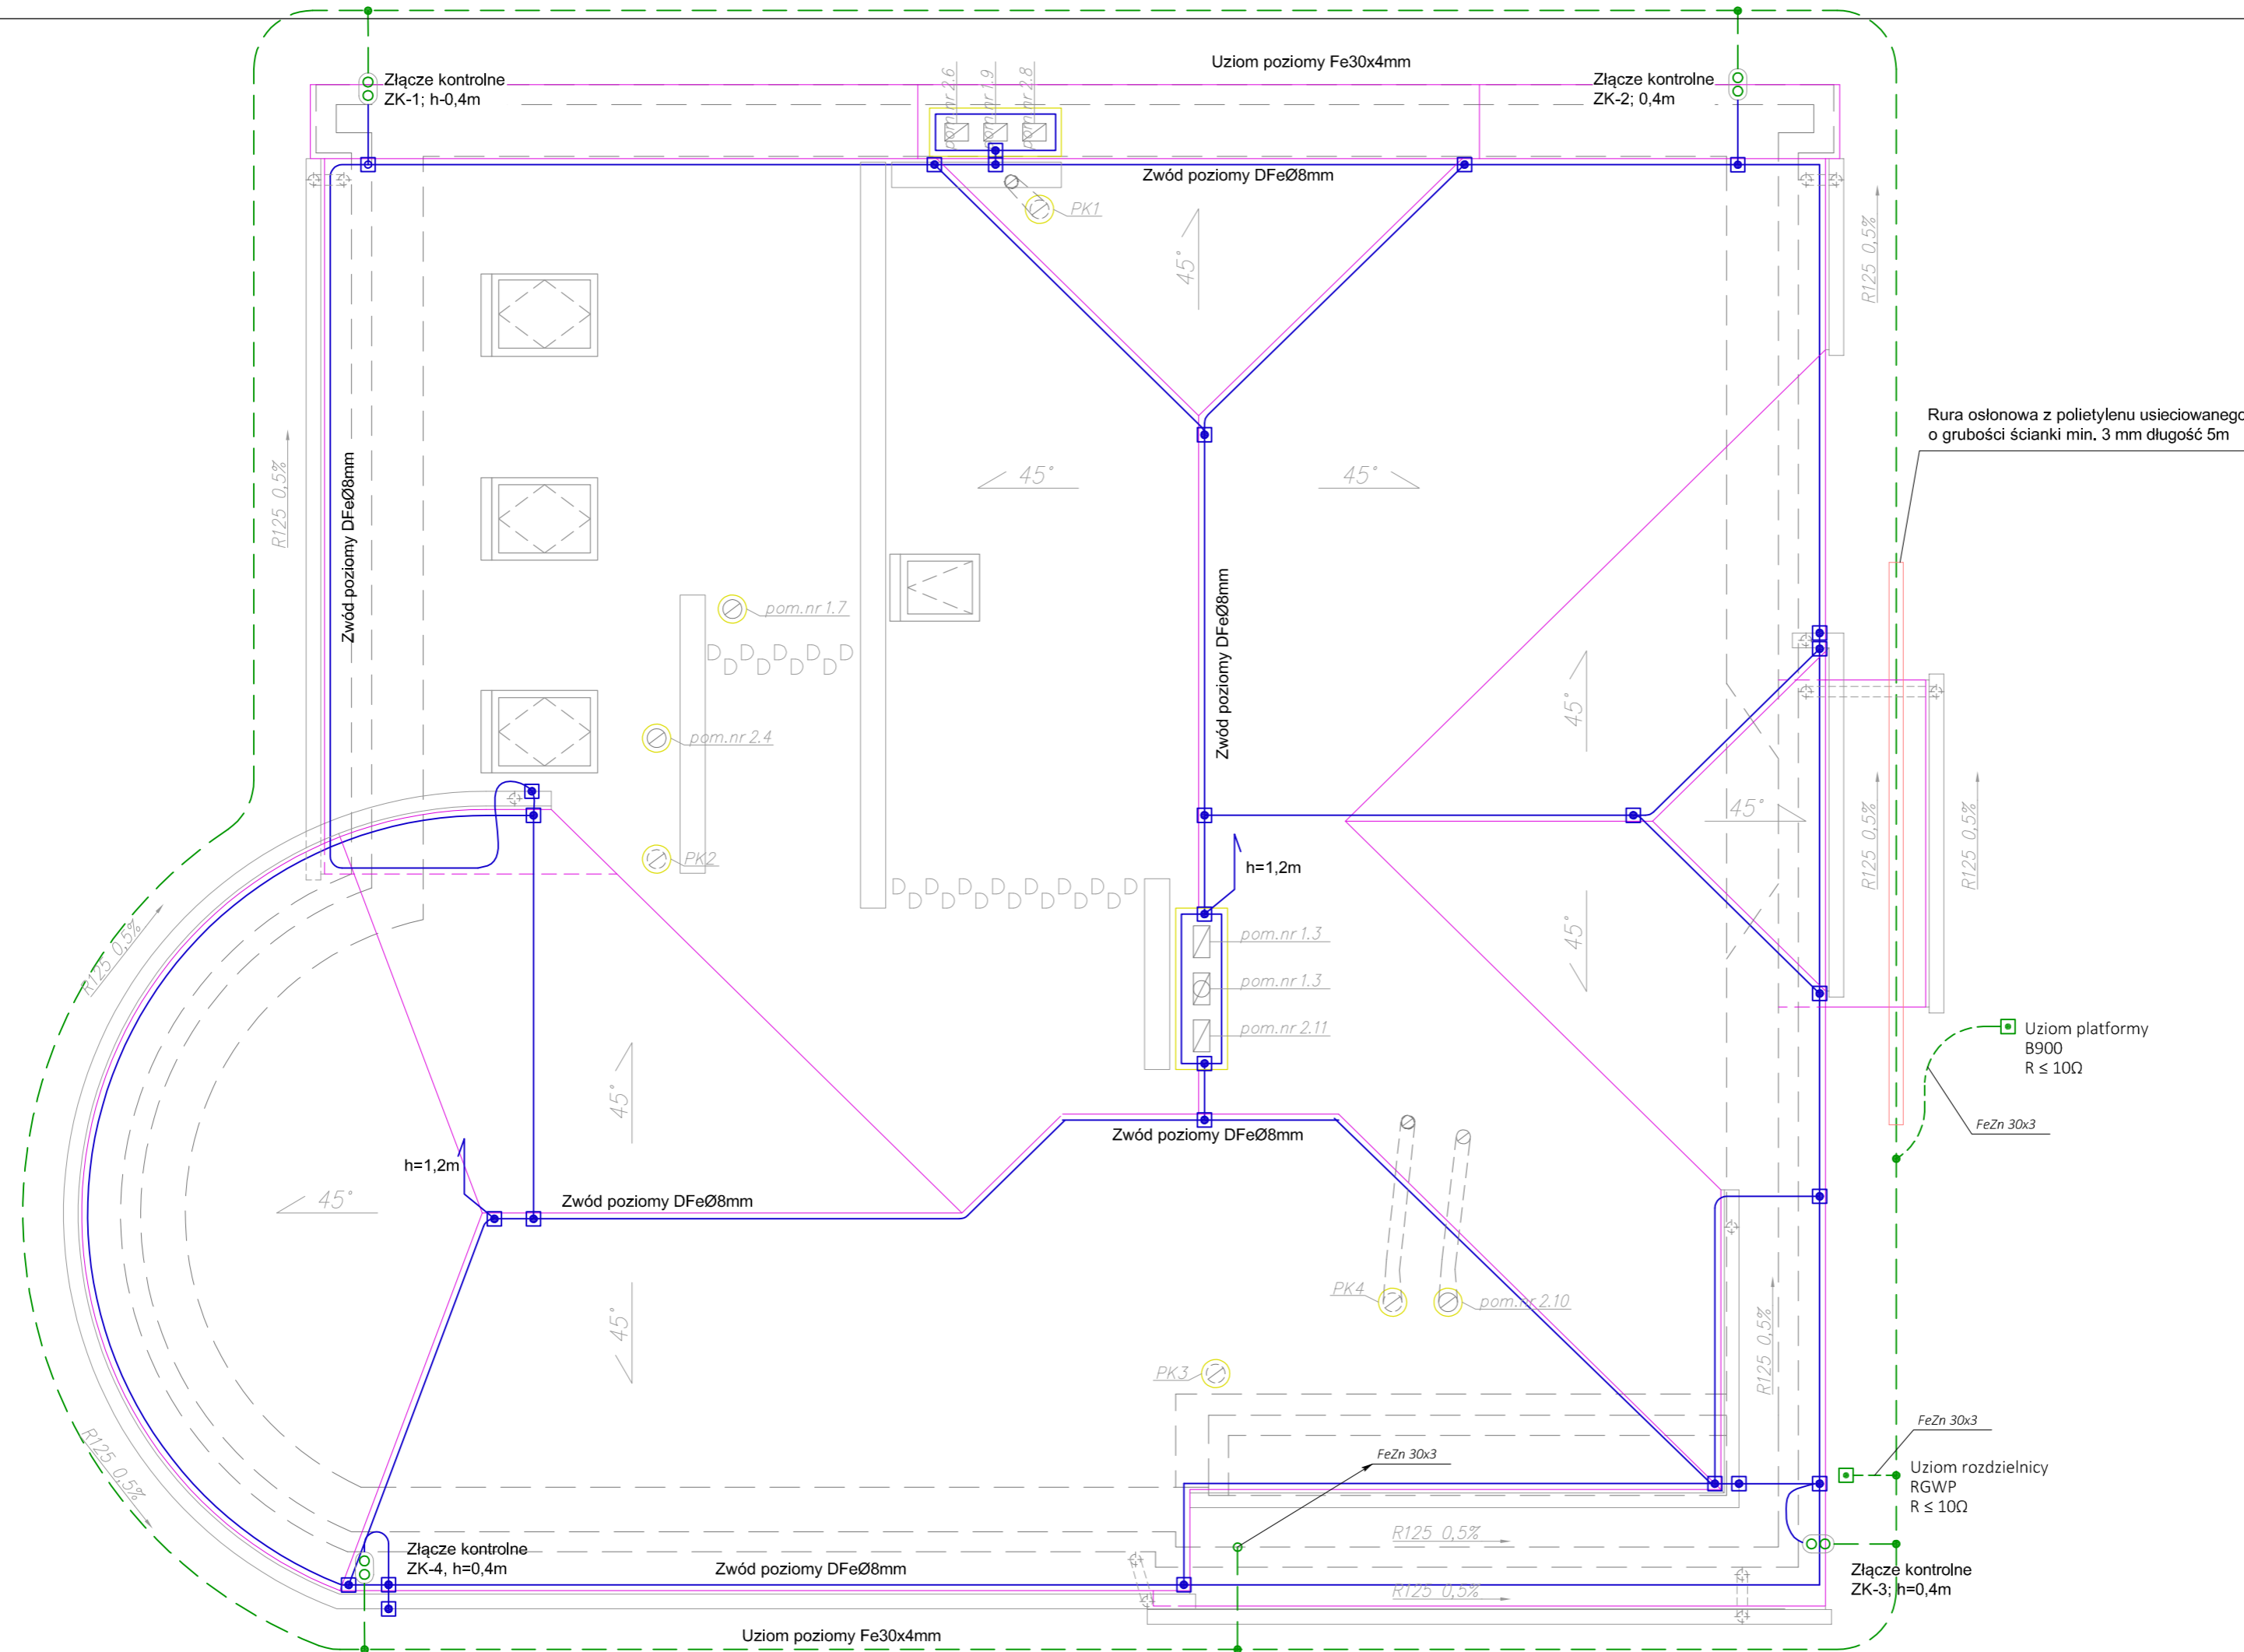 Uziom poziomy Fe30x4mm
Złącze kontrolne
ZK-1; h-0,4m
pom.nr 2.6
pom.nr 1.9
pom.nr 2.8
Złącze kontrolne
ZK-2; 0,4m
Zwód poziomy DFeØ8mm
PK1
45°
R125 0,5%
Rura osłonowa z polietylenu usieciowanego
o grubości ścianki min. 3 mm długość 5m
R125 0,5%
Zwód poziomy DFeØ8mm
45°
45°
pom.nr 1.7
Zwód poziomy DFeØ8mm
pom.nr 2.4
45°
45°
R125 0,5%
R125 0,5%
PK2
h=1,2m
pom.nr 1.3
pom.nr 1.3
pom.nr 2.11
45°
R125 0,5%
Uziom platformy
B900
R ≤ 10Ω
FeZn 30x3
45°
Zwód poziomy DFeØ8mm
h=1,2m
45°
Zwód poziomy DFeØ8mm
PK4
pom.nr 2.10
45°
R125 0,5%
PK3
FeZn 30x3
FeZn 30x3
Uziom rozdzielnicy
RGWP
R ≤ 10Ω
R125 0,5%
R125 0,5%
Złącze kontrolne
ZK-4, h=0,4m
Zwód poziomy DFeØ8mm
Złącze kontrolne
ZK-3; h=0,4m
R125 0,5%
Uziom poziomy Fe30x4mm